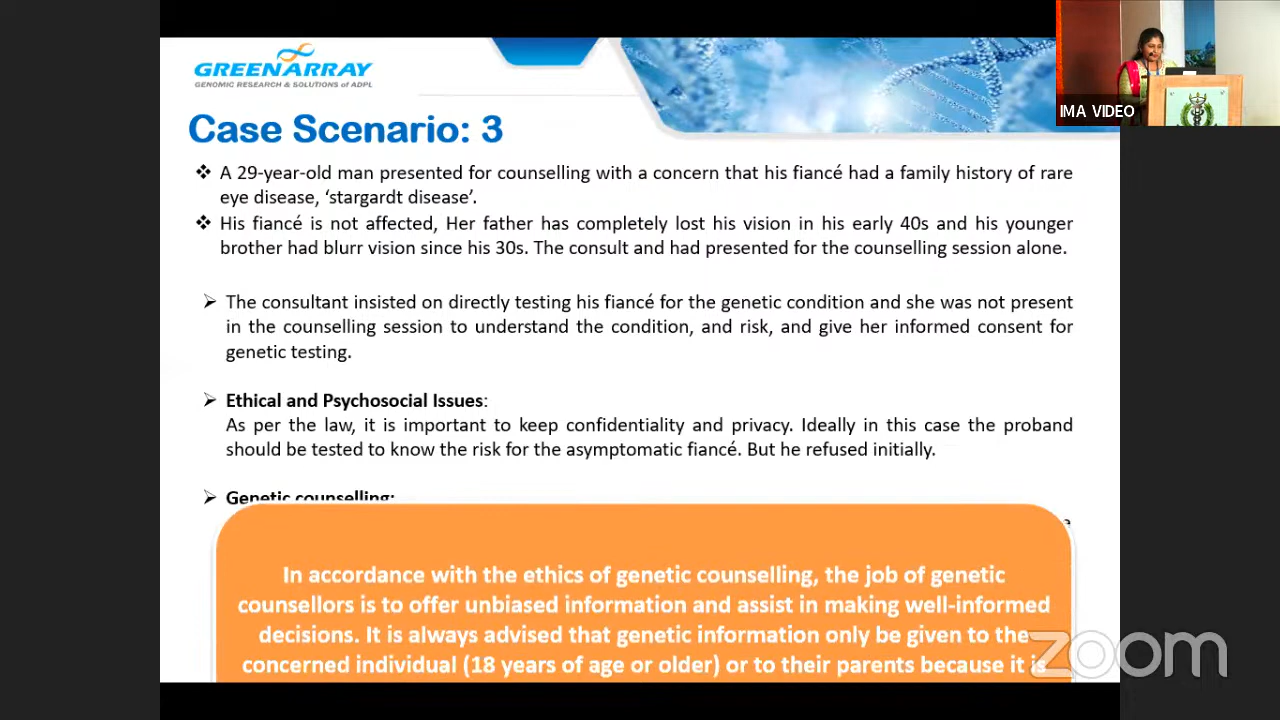 GREENARRAY
GENOMIC RESEARCH & SOLUTIONS of ADPL
IMA VIDEO
Case Scenario: 3
❖ A 29-year-old man presented for counselling with a concern that his fiancé had a family history of rare
eye disease, ‘stargardt disease’.
❖ His fiancé is not affected, Her father has completely lost his vision in his early 40s and his younger
brother had blurr vision since his 30s. The consult and had presented for the counselling session alone.
➢ The consultant insisted on directly testing his fiancé for the genetic condition and she was not present
in the counselling session to understand the condition, and risk, and give her informed consent for
genetic testing.
➢ Ethical and Psychosocial Issues:
As per the law, it is important to keep confidentiality and privacy. Ideally in this case the proband
should be tested to know the risk for the asymptomatic fiancé. But he refused initially.
➢ Genetic counselling:
In accordance with the ethics of genetic counselling, the job of genetic
counsellors is to offer unbiased information and assist in making well-informed
decisions. It is always advised that genetic information only be given to the
concerned individual (18 years of age or older) or to their parents because it is
zoom